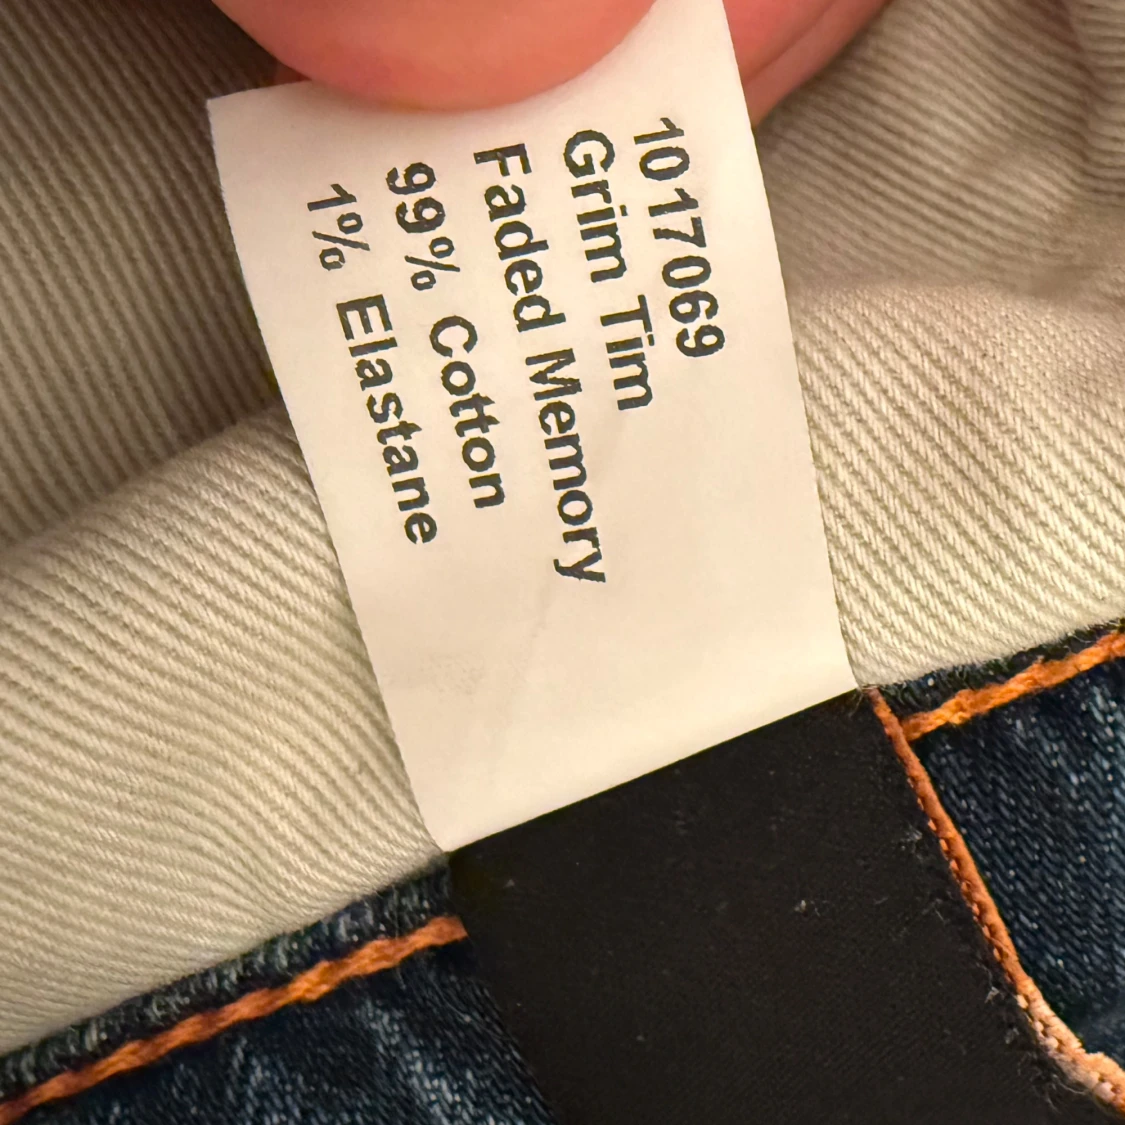 1017069
Grim Tim
Faded Memory
99% Cotton
1% Elastane